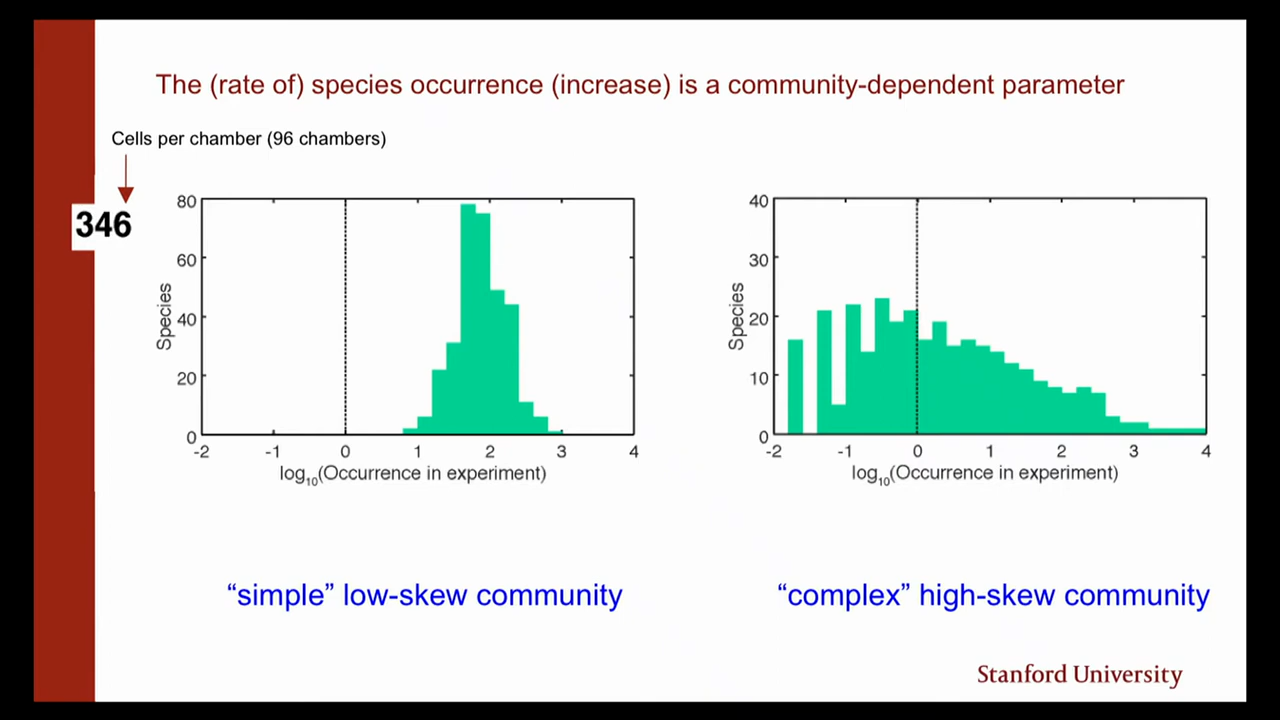 The (rate of) species occurrence (increase) is a community-dependent parameter
Cells per chamber (96 chambers)
346
80
60
40
20
0
Species
-2 -1 0 1 2 3 4
log10(Occurrence in experiment)
40
30
20
10
0
Species
-2 -1 0 1 2 3 4
log10(Occurrence in experiment)
“simple” low-skew community
“complex” high-skew community
Stanford University